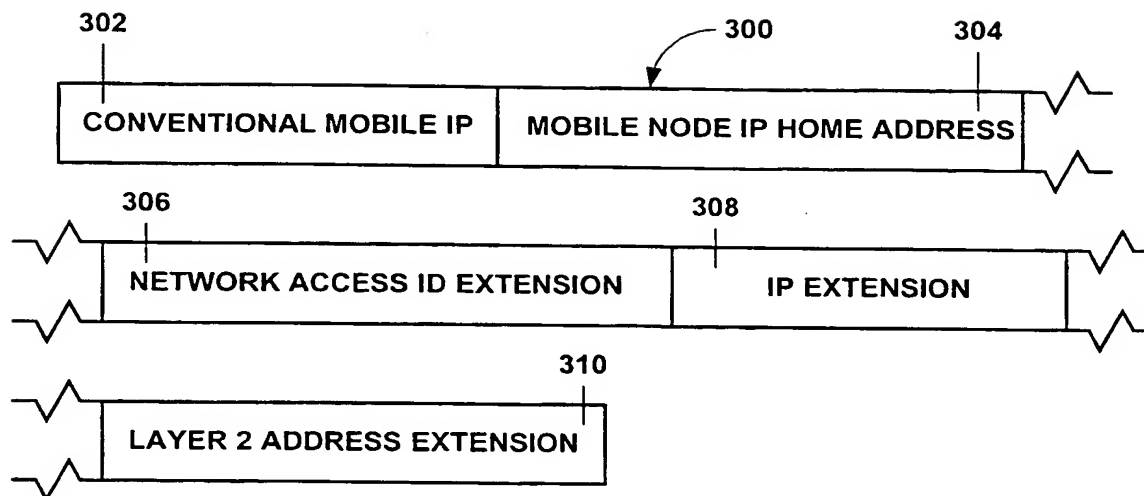 302 300 304
CONVENTIONAL MOBILE IP MOBILE NODE IP HOME ADDRESS
306 308
NETWORK ACCESS ID EXTENSION IP EXTENSION
310
LAYER 2 ADDRESS EXTENSION